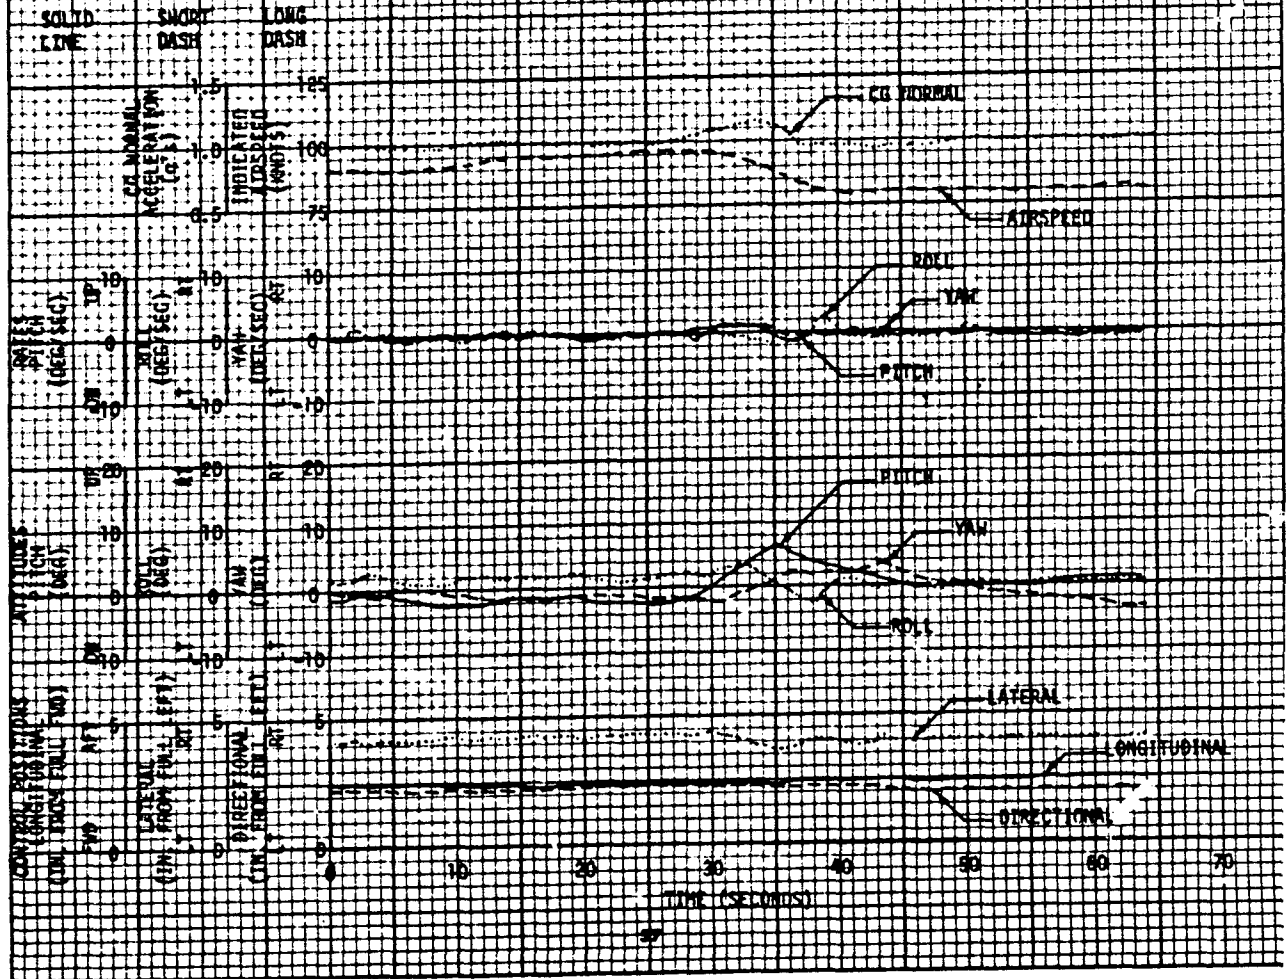 SOLID
LINE
SHORT
DASH
LONG
DASH
CG NORMAL
ACCELERATION
(G'S)
1.5
1.0
0.5
INDICATED
AIRSPEED
(KNOTS)
125
100
75
CG NORMAL
AIRSPEED
RATES
PITCH
(DEG/SEC)
DN UP
10
0
-10
ROLL
(DEG/SEC)
LT RT
10
0
-10
YAW
(DEG/SEC)
LT RT
10
0
-10
ROLL
YAW
PITCH
ATTITUDES
PITCH
(DEG)
DN UP
20
10
0
-10
ROLL
(DEG)
LT RT
20
10
0
-10
YAW
(DEG)
LT RT
20
10
0
-10
PITCH
YAW
ROLL
CONTROL POSITIONS
LONGITUDINAL
(IN. FROM FULL FWD)
FWD AFT
5
0
LATERAL
(IN. FROM FULL LEFT)
LT RT
5
0
DIRECTIONAL
(IN. FROM FULL LEFT)
LT RT
5
0
LATERAL
LONGITUDINAL
DIRECTIONAL
0 10 20 30 40 50 60 70
TIME (SECONDS)